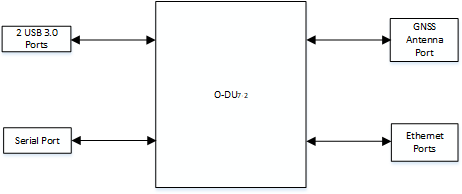 2 USB 3.0
Ports
GNSS
Antenna
Port
O-DU7-2
Serial Port
Ethernet
Ports